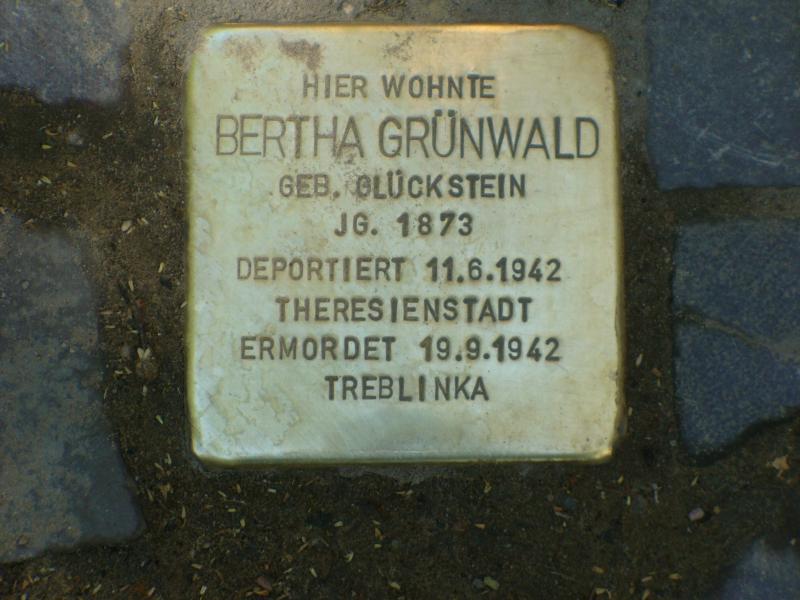 HIER WOHNTE
BERTHA GRÜNWALD
GEB. GLÜCKSTEIN
JG. 1873
DEPORTIERT 11.6.1942
THERESIENSTADT
ERMORDET 19.9.1942
TREBLINKA